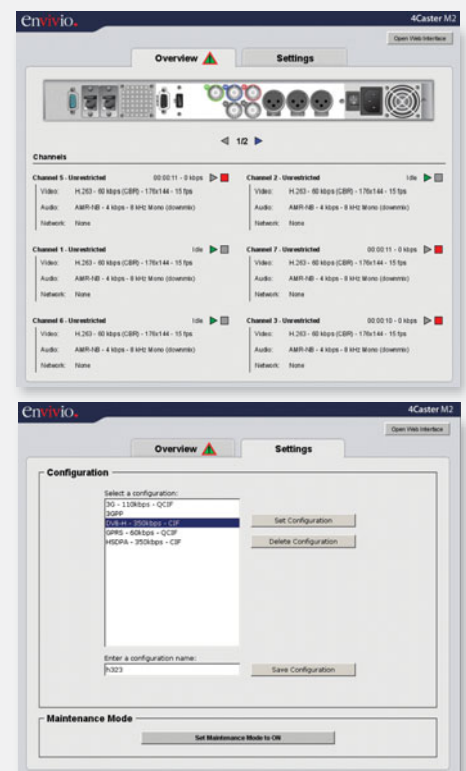 envivio.
4Caster M2
Open Web Interface
Overview
Settings
1/2
Channels
Channel 5 - Unrestricted 00:00:11 - 0 kbps
Video: H.263 - 60 kbps (CBR) - 176x144 - 15 fps
Audio: AMR-NB - 4 kbps - 8 kHz Mono (downmix)
Network: None
Channel 2 - Unrestricted Idle
Video: H.263 - 60 kbps (CBR) - 176x144 - 15 fps
Audio: AMR-NB - 4 kbps - 8 kHz Mono (downmix)
Network: None
Channel 1 - Unrestricted Idle
Video: H.263 - 60 kbps (CBR) - 176x144 - 15 fps
Audio: AMR-NB - 4 kbps - 8 kHz Mono (downmix)
Network: None
Channel 7 - Unrestricted 00:00:11 - 0 kbps
Video: H.263 - 60 kbps (CBR) - 176x144 - 15 fps
Audio: AMR-NB - 4 kbps - 8 kHz Mono (downmix)
Network: None
Channel 6 - Unrestricted Idle
Video: H.263 - 60 kbps (CBR) - 176x144 - 15 fps
Audio: AMR-NB - 4 kbps - 8 kHz Mono (downmix)
Network: None
Channel 3 - Unrestricted 00:00:10 - 0 kbps
Video: H.263 - 60 kbps (CBR) - 176x144 - 15 fps
Audio: AMR-NB - 4 kbps - 8 kHz Mono (downmix)
Network: None
envivio.
4Caster M2
Open Web Interface
Overview
Settings
Configuration
Select a configuration:
3G - 110kbps - QCIF
3GPP
DVB-H - 350kbps - CIF
GPRS - 60kbps - QCIF
HSDPA - 350kbps - CIF
Set Configuration
Delete Configuration
Enter a configuration name:
h323
Save Configuration
Maintenance Mode
Set Maintenance Mode to ON